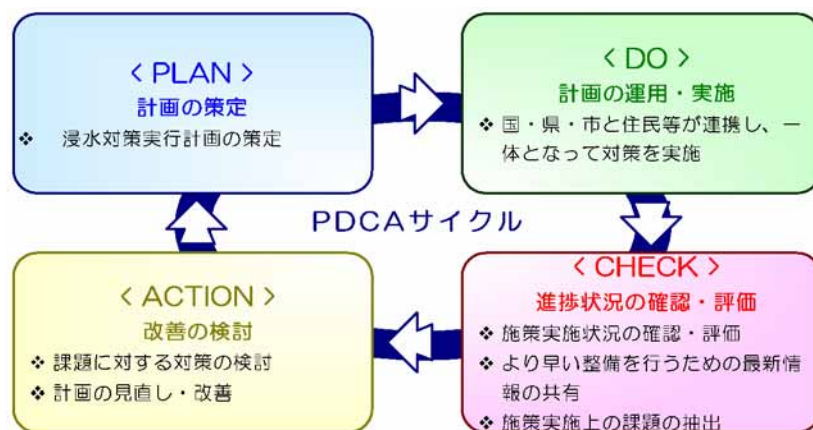 < PLAN >
計画の策定
❖ 浸水対策実行計画の策定
< DO >
計画の運用・実施
❖ 国・県・市と住民等が連携し、一
体となって対策を実施
PDCAサイクル
< CHECK >
進捗状況の確認・評価
❖ 施策実施状況の確認・評価
❖ より早い整備を行うための最新情
報の共有
❖ 施策実施上の課題の抽出
< ACTION >
改善の検討
❖ 課題に対する対策の検討
❖ 計画の見直し・改善